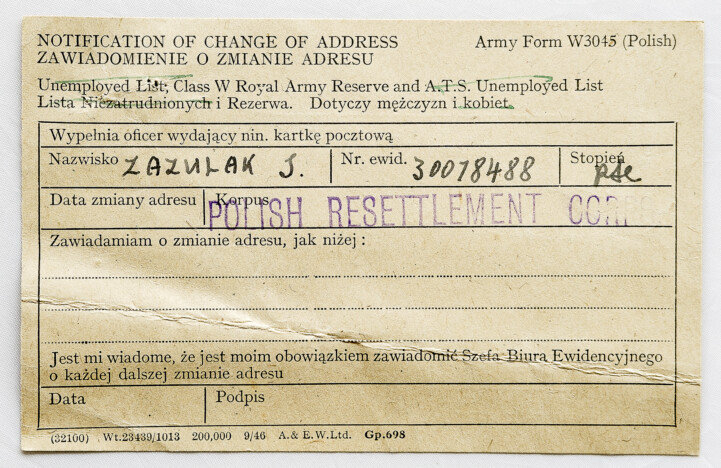 NOTIFICATION OF CHANGE OF ADDRESS Army Form W3045 (Polish)
ZAWIADOMIENIE O ZMIANIE ADRESU
Unemployed List, Class W Royal Army Reserve and A.T.S. Unemployed List
Lista Niezatrudnionych i Rezerwa. Dotyczy mężczyzn i kobiet.
Wypełnia oficer wydający nin. kartkę pocztową
Nazwisko ZAZULAK J. Nr. ewid. 30078488 Stopień Pte
Data zmiany adresu Korpus POLISH RESETTLEMENT CORP
Zawiadamiam o zmianie adresu, jak niżej :
Jest mi wiadome, że jest moim obowiązkiem zawiadomić Szefa Biura Ewidencyjnego
o każdej dalszej zmianie adresu
Data Podpis
(32100) Wt.23439/1013 200,000 9/46 A. & E.W.Ltd. Gp.698